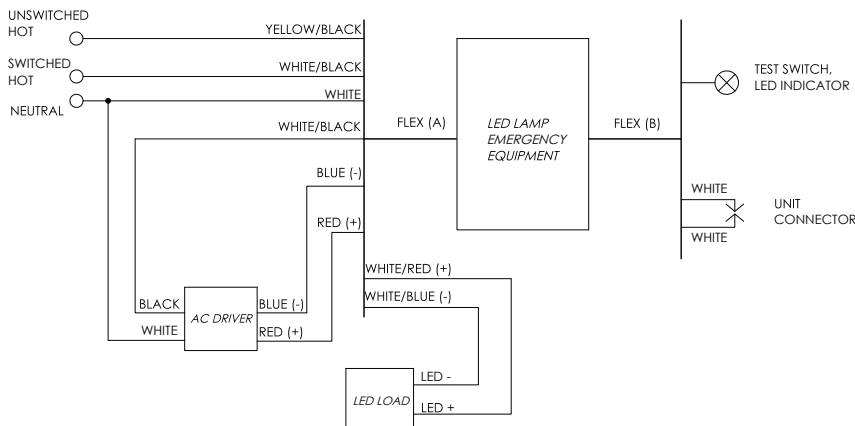 UNSWITCHED
HOT
YELLOW/BLACK
SWITCHED
HOT
WHITE/BLACK
NEUTRAL
WHITE
WHITE/BLACK
FLEX (A)
LED LAMP
EMERGENCY
EQUIPMENT
FLEX (B)
TEST SWITCH,
LED INDICATOR
BLUE (-)
RED (+)
WHITE
UNIT
CONNECTOR
WHITE
WHITE/RED (+)
WHITE/BLUE (-)
BLACK
AC DRIVER
BLUE (-)
WHITE
RED (+)
LED LOAD
LED -
LED +